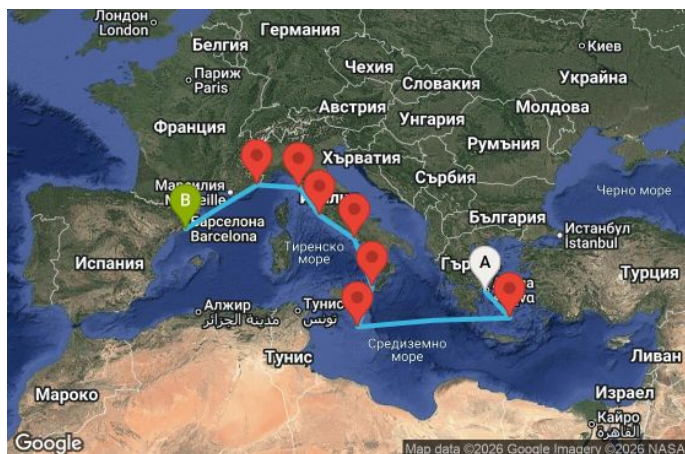 Лондон
London
Германия
Киев
Белгия
Париж
Paris
Чехия
Словакия
Украйна
Австрия
Унгария
Молдова
Франция
Румъния
Хърватия
Сърбия
Черно море
B
Барселона
Barcelona
Тиренско
море
България
Истанбул
İstanbul
A
Испания
Турция
Алжир
مدينة الجزائر
Тунис
تونس
Тунис
Средиземно
море
Ливан
Мароко
Израел
Кайро
القاهرة
Google
Map data ©2026 Google Imagery ©2026 NASA